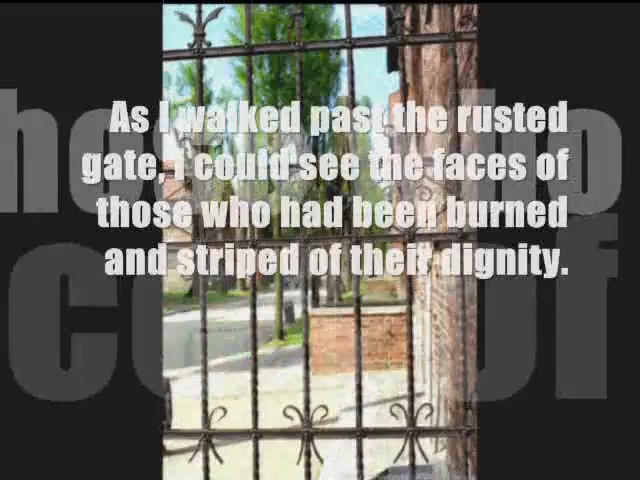 As I walked past the rusted
gate, I could see the faces of
those who had been burned
and striped of their dignity.